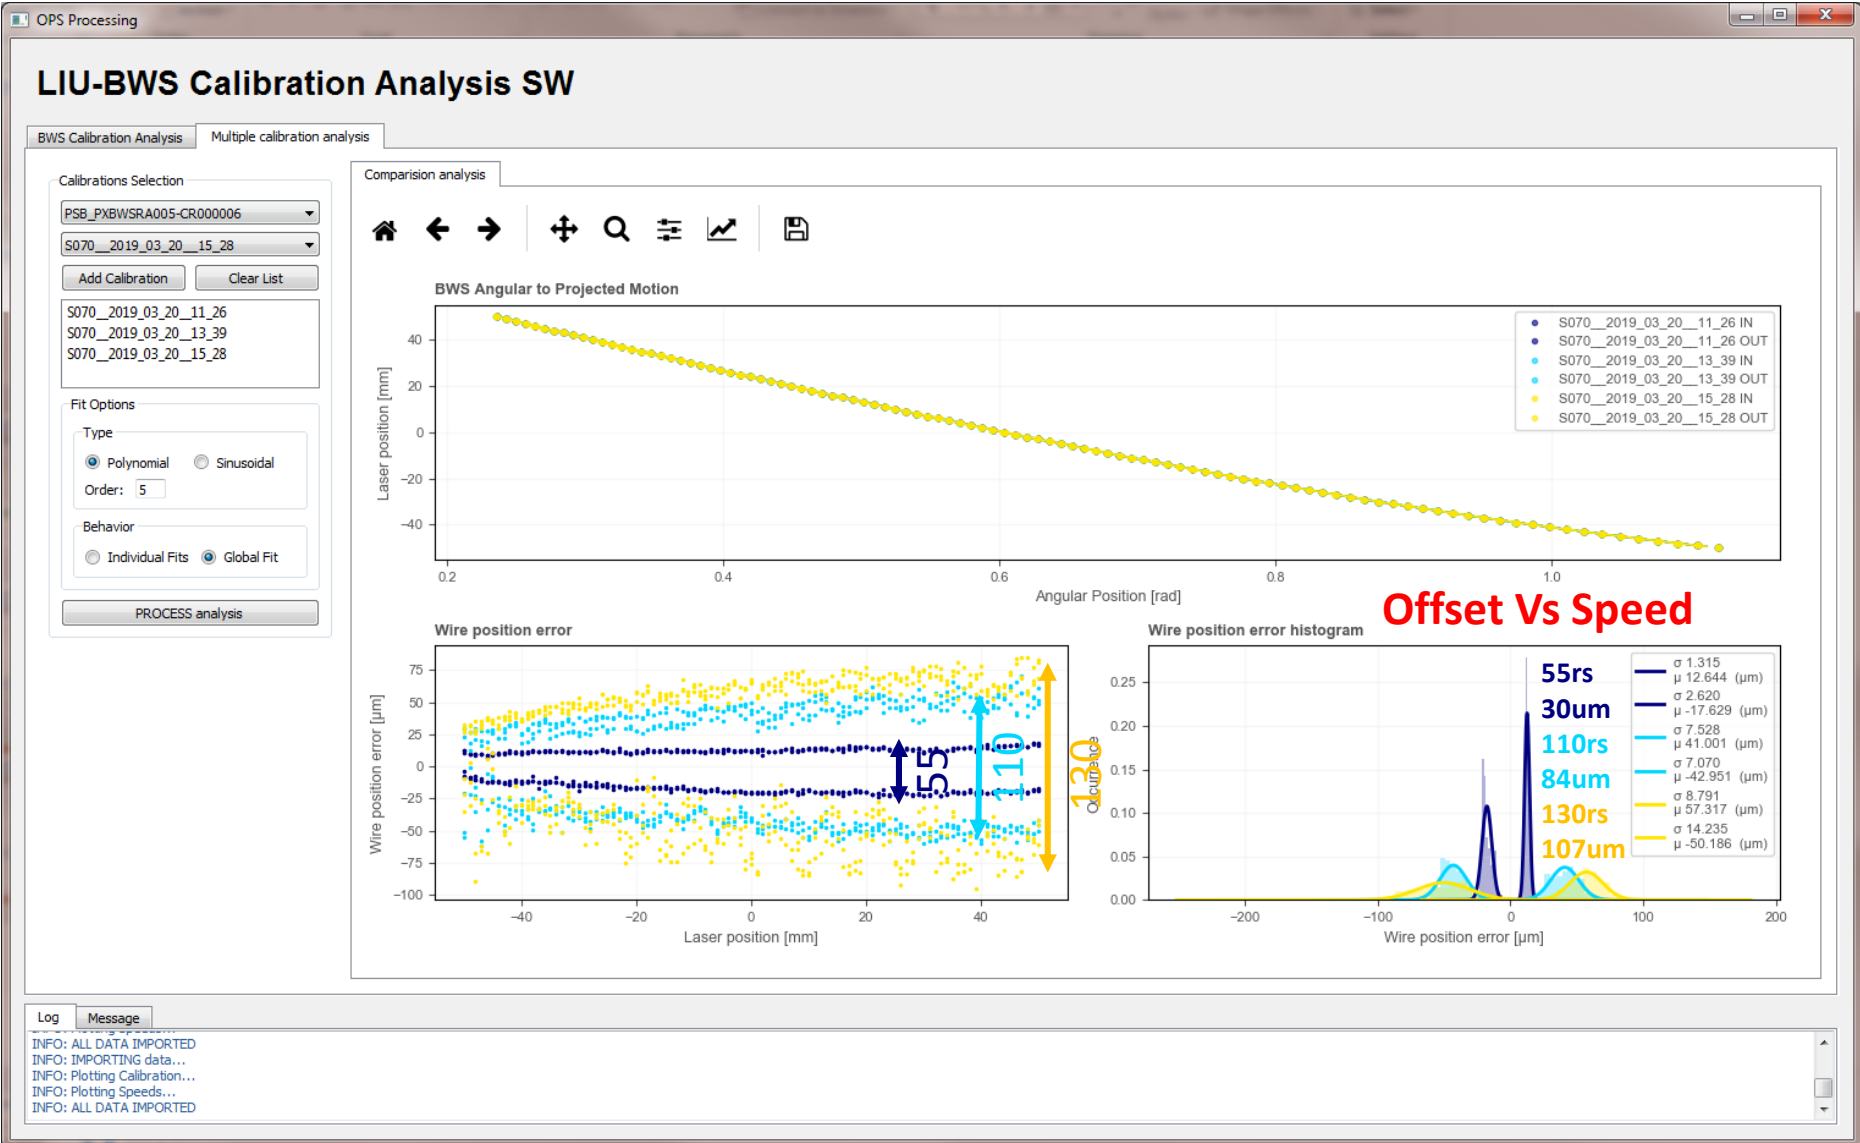 OPS Processing
LIU-BWS Calibration Analysis SW
BWS Calibration Analysis
Multiple calibration analysis
Calibrations Selection
PSB_PXBWSRA005-CR000006
S070__2019_03_20__15_28
Add Calibration
Clear List
S070__2019_03_20__11_26
S070__2019_03_20__13_39
S070__2019_03_20__15_28
Fit Options
Type
Polynomial
Sinusoidal
Order: 5
Behavior
Individual Fits
Global Fit
PROCESS analysis
Comparision analysis
BWS Angular to Projected Motion
Laser position [mm]
40
20
0
−20
−40
0.2
0.4
0.6
0.8
1.0
Angular Position [rad]
S070__2019_03_20__11_26 IN
S070__2019_03_20__11_26 OUT
S070__2019_03_20__13_39 IN
S070__2019_03_20__13_39 OUT
S070__2019_03_20__15_28 IN
S070__2019_03_20__15_28 OUT
Offset Vs Speed
Wire position error
Wire position error [µm]
75
50
25
0
−25
−50
−75
−100
−40
−20
0
20
40
Laser position [mm]
55
110
130
Wire position error histogram
Occurrence
0.25
0.20
0.15
0.10
0.05
0.00
−200
−100
0
100
200
Wire position error [µm]
55rs
30um
110rs
84um
130rs
107um
σ 1.315
µ 12.644 (µm)
σ 2.620
µ -17.629 (µm)
σ 7.528
µ 41.001 (µm)
σ 7.070
µ -42.951 (µm)
σ 8.791
µ 57.317 (µm)
σ 14.235
µ -50.186 (µm)
Log
Message
INFO: ALL DATA IMPORTED
INFO: IMPORTING data...
INFO: Plotting Calibration...
INFO: Plotting Speeds...
INFO: ALL DATA IMPORTED